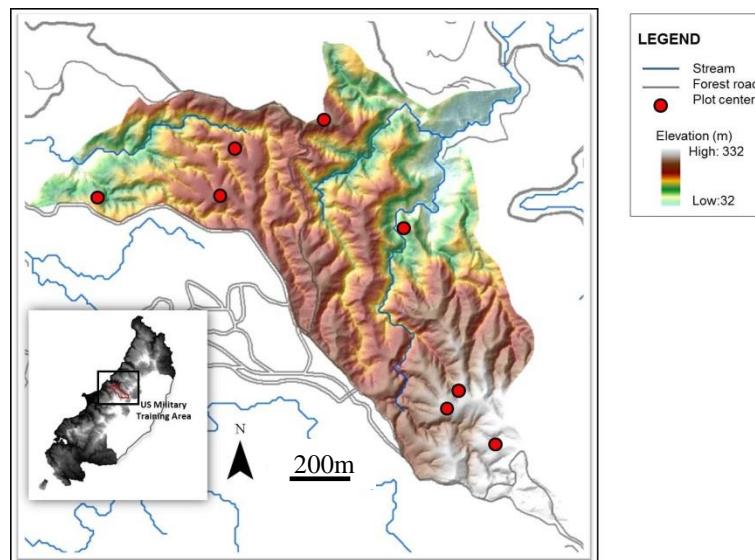 LEGEND
Stream
Forest road
Plot center
Elevation (m)
High: 332
Low:32
US Military
Training Area
N
200m